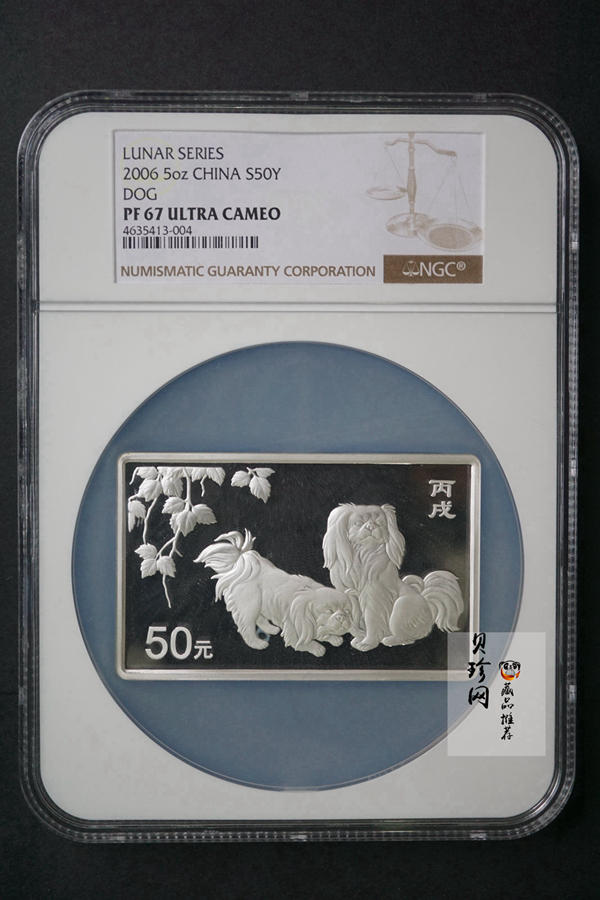 LUNAR SERIES
2006 5oz CHINA S50Y
DOG
PF 67 ULTRA CAMEO
4635413-004
NUMISMATIC GUARANTY CORPORATION
NGC®
丙戌
50元
贝珍网
藏品推荐